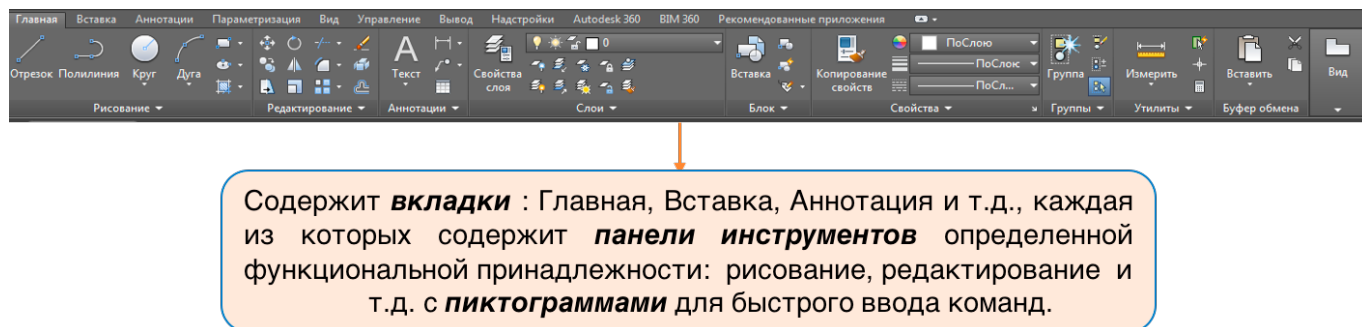 Главная Вставка Аннотации Параметризация Вид Управление Вывод Надстройки Autodesk 360 BIM 360 Рекомендованные приложения
0 ПоСлою
Отрезок Полилиния Круг Дуга Текст Свойства слоя Вставка Копирование свойств ПоСлою Группа Измерить Вставить Вид
ПоСл...
Рисование Редактирование Аннотации Слои Блок Свойства Группы Утилиты Буфер обмена
Содержит вкладки : Главная, Вставка, Аннотация и т.д., каждая
из которых содержит панели инструментов определенной
функциональной принадлежности: рисование, редактирование и
т.д. с пиктограммами для быстрого ввода команд.